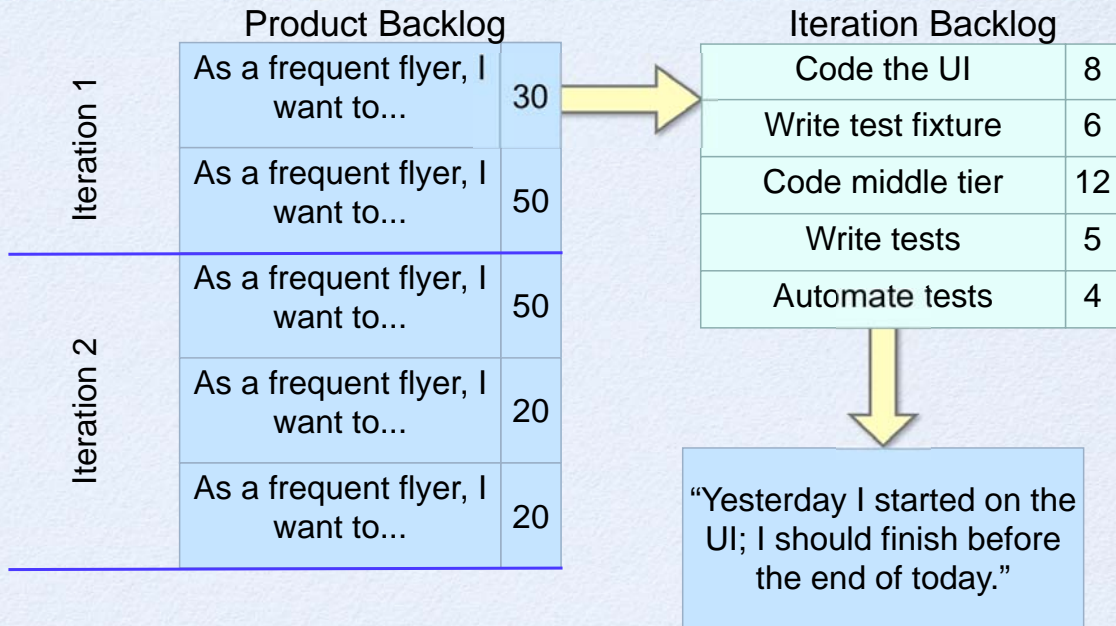 Product Backlog
Iteration 1
As a frequent flyer, I
want to...
30
As a frequent flyer, I
want to...
50
Iteration 2
As a frequent flyer, I
want to...
50
As a frequent flyer, I
want to...
20
As a frequent flyer, I
want to...
20
Iteration Backlog
Code the UI 8
Write test fixture 6
Code middle tier 12
Write tests 5
Automate tests 4
“Yesterday I started on the
UI; I should finish before
the end of today.”